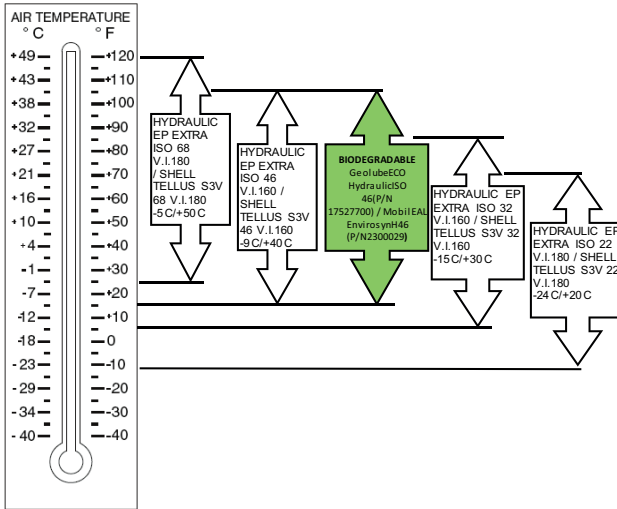 AIR TEMPERATURE
° C ° F
+49 +120
+43 +110
+38 +100
+32 +90
+27 +80
+21 +70
+16 +60
+10 +50
+4 +40
-1 +30
-7 +20
-12 +10
-18 0
-23 -10
-29 -20
-34 -30
-40 -40
HYDRAULIC
EP EXTRA
ISO 68
V.I.180
/ SHELL
TELLUS S3V
68 V.I.180
-5C/+50C
HYDRAULIC
EP EXTRA
ISO 46
V.I.160 /
SHELL
TELLUS S3V
46 V.I.160
-9C/+40C
BIODEGRADABLE
GeolubeECO
HydraulicISO
46(P/N
17527700) / MobilEAL
EnvirosynH46
(P/N2300029)
HYDRAULIC EP
EXTRA ISO 32
V.I.160 / SHELL
TELLUS S3V 32
V.I.160
-15C/+30C
HYDRAULIC EP
EXTRA ISO 22
V.I.180 / SHELL
TELLUS S3V 22
V.I.180
-24C/+20C